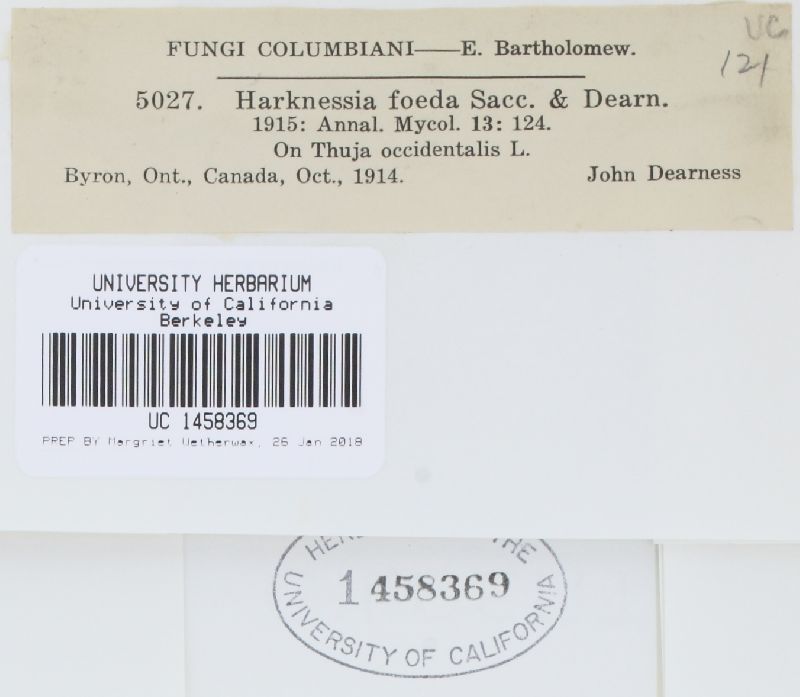 UC
121
FUNGI COLUMBIANI——E. Bartholomew.
5027. Harknessia foeda Sacc. & Dearn.
1915: Annal. Mycol. 13: 124.
On Thuja occidentalis L.
Byron, Ont., Canada, Oct., 1914. John Dearness
UNIVERSITY HERBARIUM
University of California
Berkeley
UC 1458369
PREP BY Margriet Wetherwax, 26 Jan 2018
THE
1458369
UNIVERSITY OF CALIFORNIA